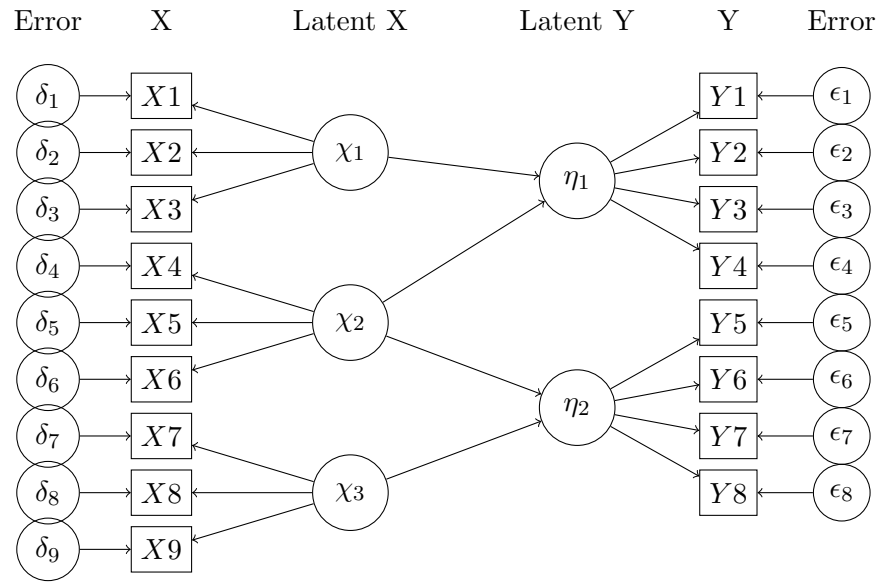 Error X Latent X Latent Y Y Error
δ₁ X1 Y1 ϵ₁
δ₂ X2 χ₁ Y2 ϵ₂
η₁
δ₃ X3 Y3 ϵ₃
δ₄ X4 Y4 ϵ₄
δ₅ X5 χ₂ Y5 ϵ₅
δ₆ X6 Y6 ϵ₆
η₂
δ₇ X7 Y7 ϵ₇
δ₈ X8 χ₃ Y8 ϵ₈
δ₉ X9